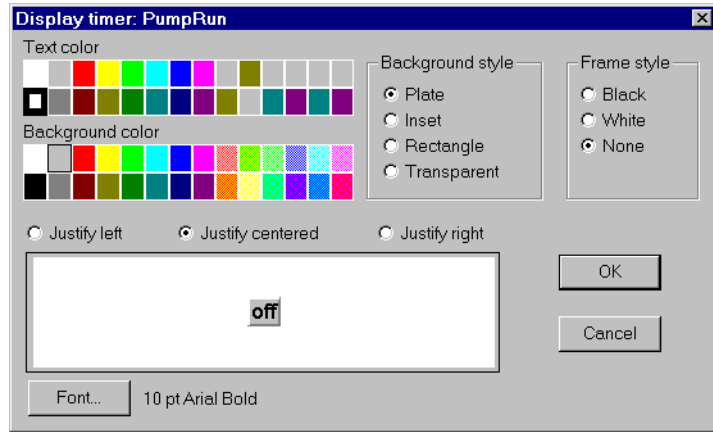 Display timer: PumpRun
Text color
Background color
Background style
Plate
Inset
Rectangle
Transparent
Frame style
Black
White
None
Justify left
Justify centered
Justify right
off
OK
Cancel
Font...
10 pt Arial Bold